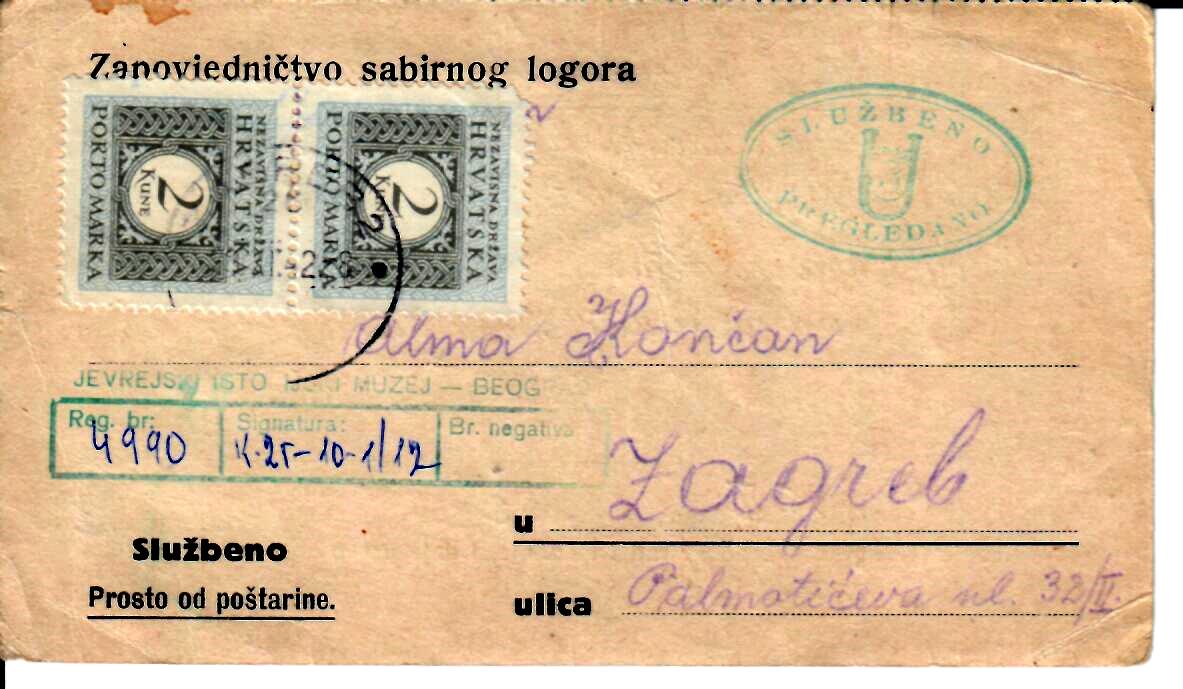 Zapovjedničtvo sabirnog logora
NEZAVISNA DRŽAVA
HRVATSKA
2
KUNE
PORTO MARKA
NEZAVISNA DRŽAVA
HRVATSKA
2
KUNE
PORTO MARKA
SLUŽBENO
U
PREGLEDANO
Alma Končan
JEVREJSKI ISTO IJSKI MUZEJ — BEOG
Reg. br:
4990
Signatura:
K-25-10-1/12
Br. negativa
u Zagreb
Službeno
Prosto od poštarine.
ulica Palmotićeva ul. 32/II.